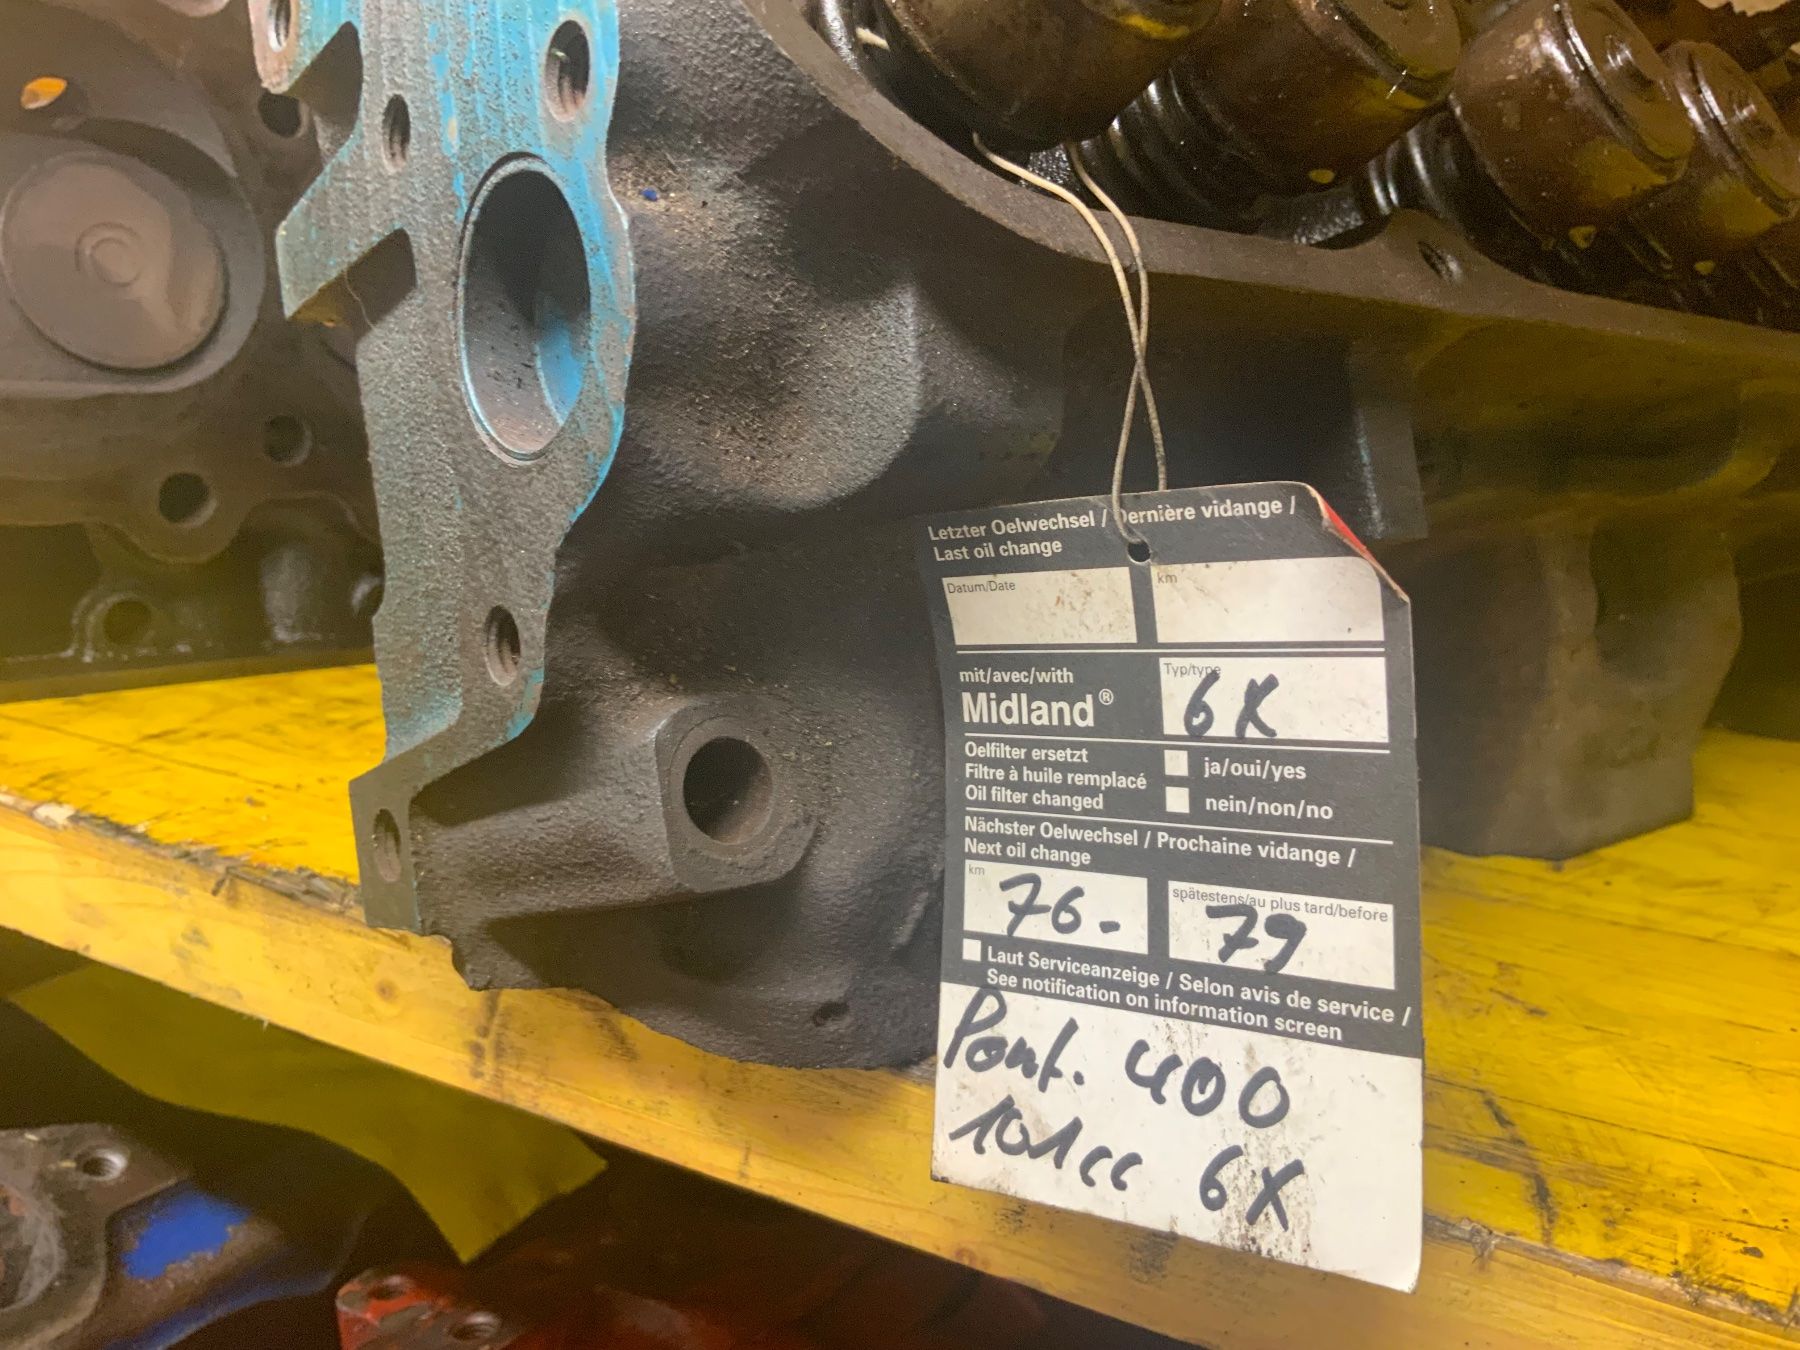 Letzter Oelwechsel / Dernière vidange /
Last oil change
Datum/Date
km
mit/avec/with
Midland®
Typ/type
6X
Oelfilter ersetzt
Filtre à huile remplacé
Oil filter changed
ja/oui/yes
nein/non/no
Nächster Oelwechsel / Prochaine vidange /
Next oil change
km
76-
spätestens/au plus tard/before
79
Laut Serviceanzeige / Selon avis de service /
See notification on information screen
Pont. 400
101cc 6X